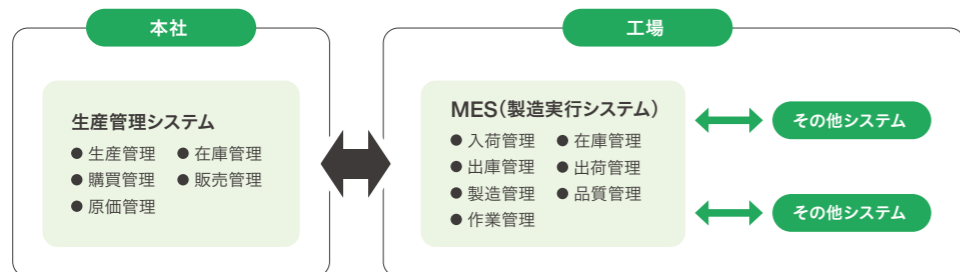 本社
生産管理システム
● 生産管理 ● 在庫管理
● 購買管理 ● 販売管理
● 原価管理
工場
MES（製造実行システム）
● 入荷管理 ● 在庫管理
● 出庫管理 ● 出荷管理
● 製造管理 ● 品質管理
● 作業管理
その他システム
その他システム